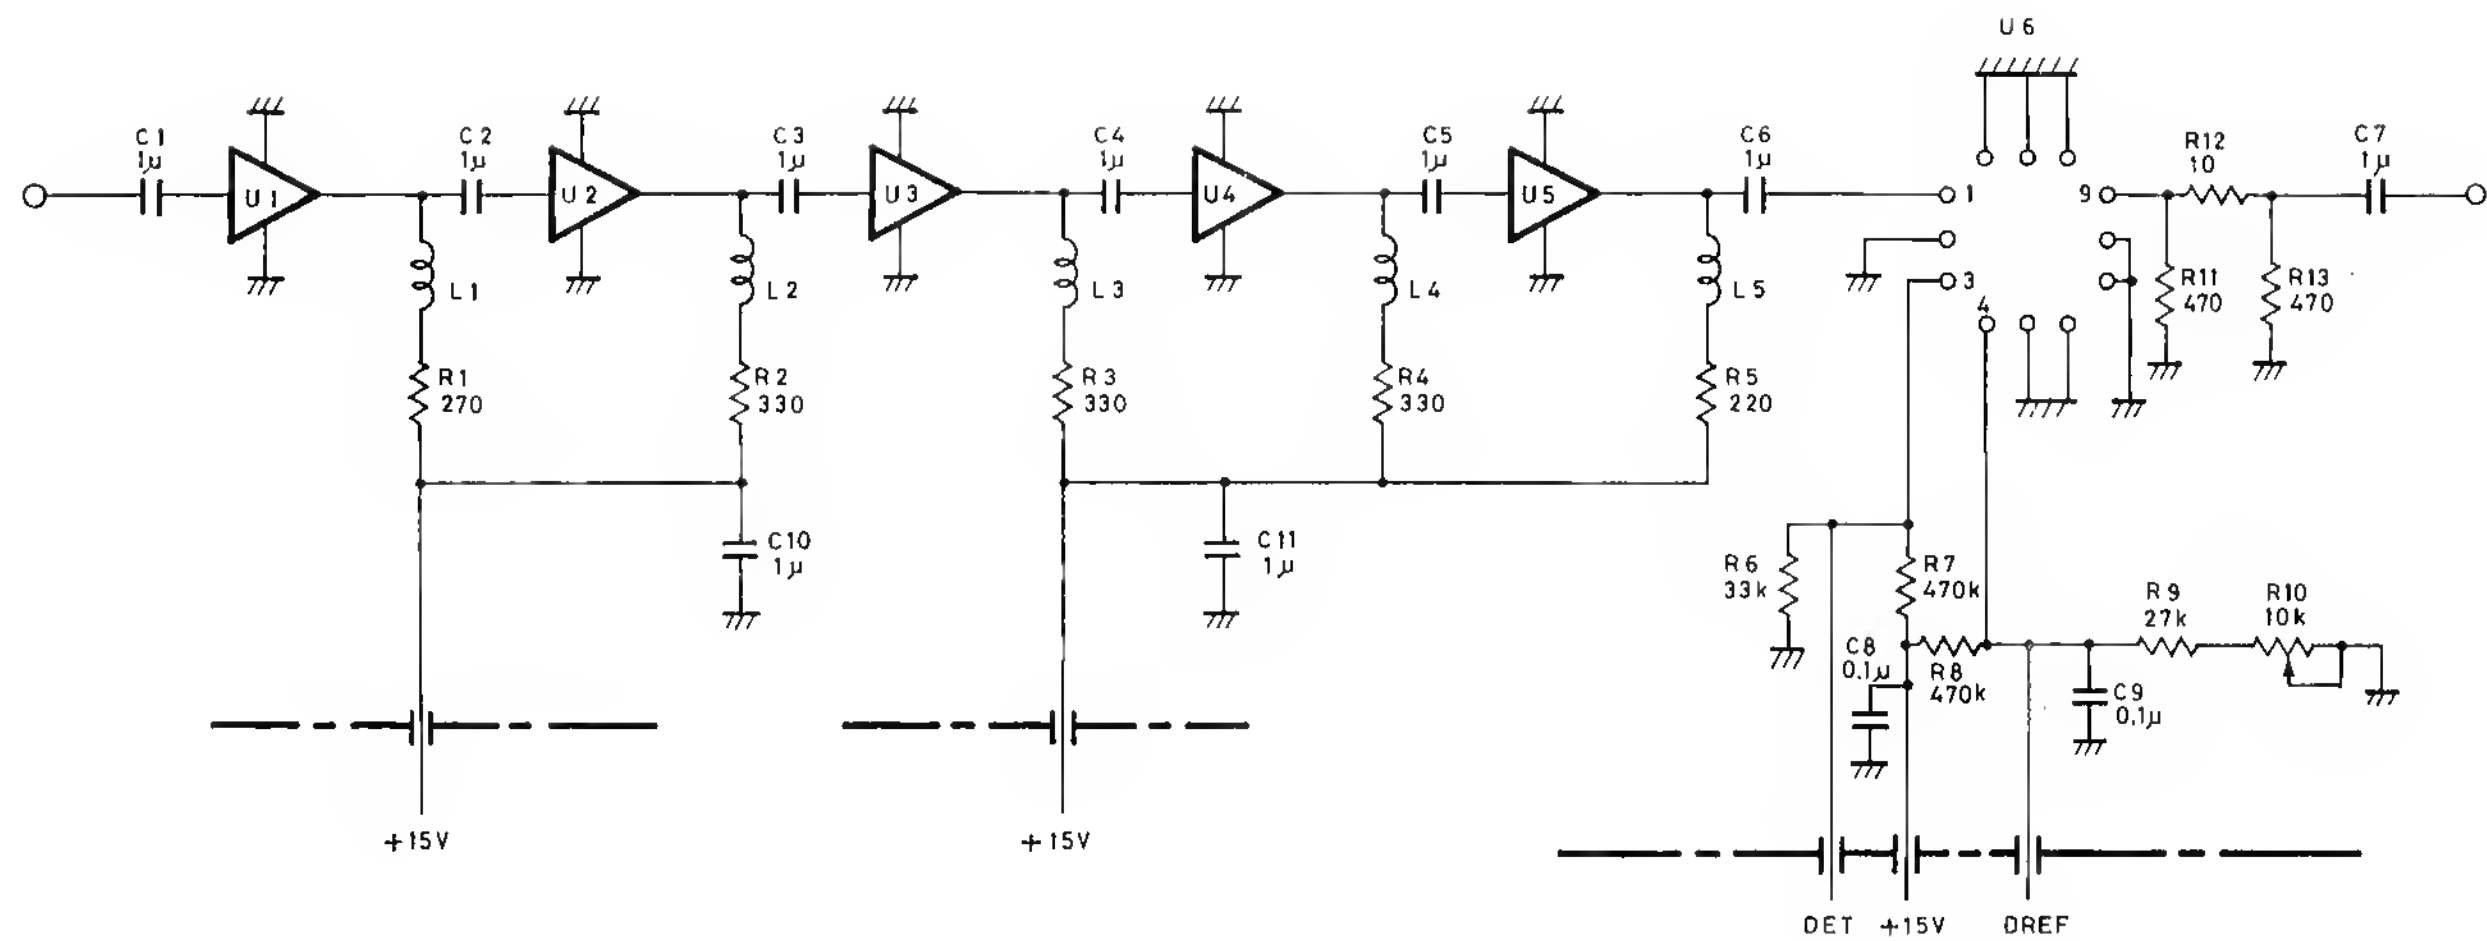 U6
C1
1μ
C2
1μ
C3
1μ
C4
1μ
C5
1μ
C6
1μ
R12
10
C7
1μ
U1
U2
U3
U4
U5
1
9
3
4
L1
L2
L3
L4
L5
R11
470
R13
470
R1
270
R2
330
R3
330
R4
330
R5
220
C10
1μ
C11
1μ
R6
33k
R7
470k
R9
27k
R10
10k
C8
0.1μ
R8
470k
C9
0.1μ
+15V
+15V
DET
+15V
DREF